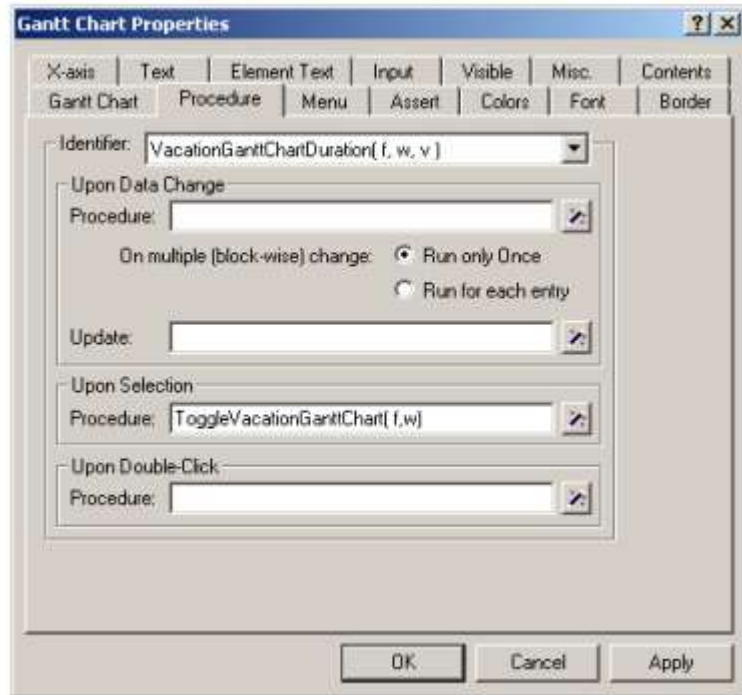 Gantt Chart Properties
X-axis Text Element Text Input Visible Misc. Contents
Gantt Chart Procedure Menu Assert Colors Font Border
Identifier: VacationGanttChartDuration( f, w, v )
Upon Data Change
Procedure:
On multiple (block-wise) change: Run only Once
Run for each entry
Update:
Upon Selection
Procedure: ToggleVacationGanttChart( f,w)
Upon Double-Click
Procedure:
OK Cancel Apply